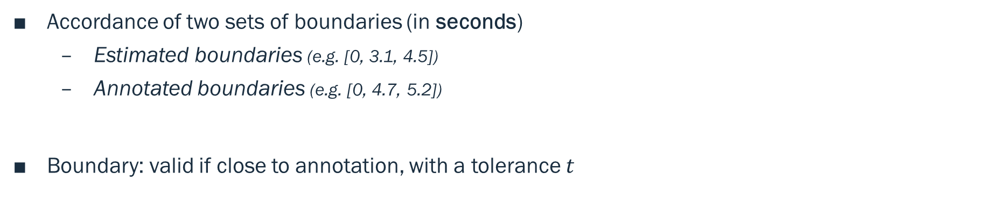 ■ Accordance of two sets of boundaries (in seconds)
– Estimated boundaries (e.g. [0, 3.1, 4.5])
– Annotated boundaries (e.g. [0, 4.7, 5.2])
■ Boundary: valid if close to annotation, with a tolerance t